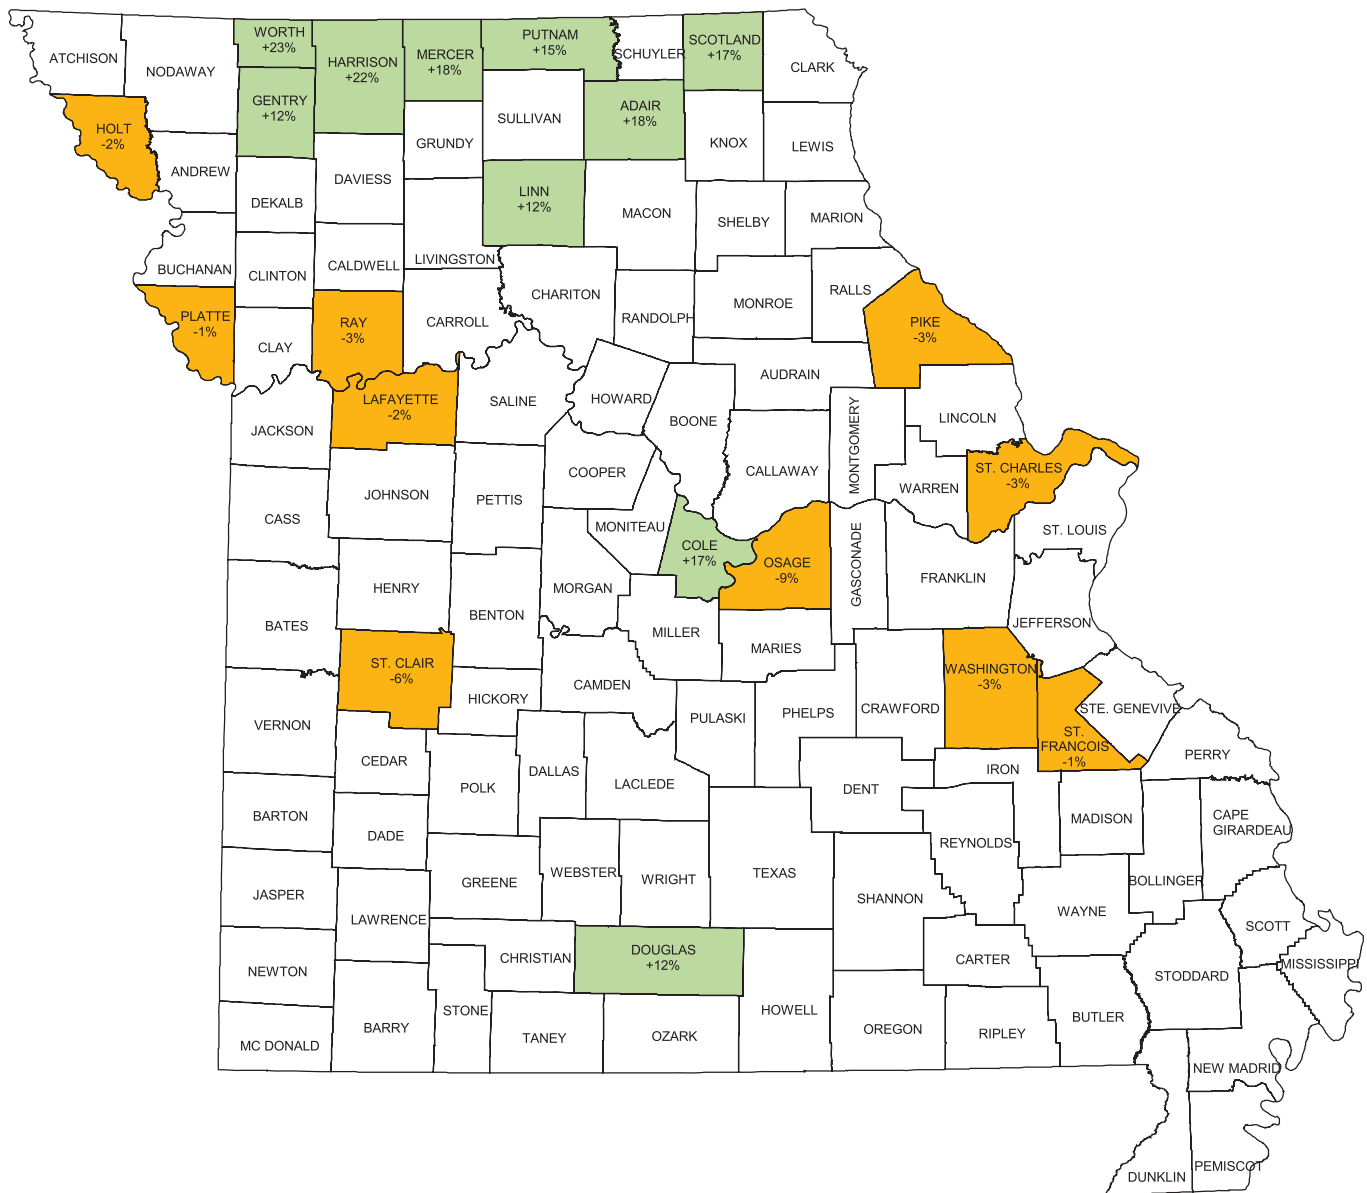 WORTH
+23%
HARRISON
+22%
MERCER
+18%
PUTNAM
+15%
SCHUYLER
SCOTLAND
+17%
CLARK
ATCHISON
NODAWAY
GENTRY
+12%
HOLT
-2%
ANDREW
DEKALB
DAVIESS
GRUNDY
SULLIVAN
ADAIR
+18%
KNOX
LEWIS
LINN
+12%
MACON
SHELBY
MARION
BUCHANAN
CLINTON
CALDWELL
LIVINGSTON
CHARITON
RANDOLPH
MONROE
RALLS
PLATTE
-1%
CLAY
RAY
-3%
CARROLL
PIKE
-3%
AUDRAIN
LAFAYETTE
-2%
SALINE
HOWARD
BOONE
JACKSON
MONTGOMERY
LINCOLN
CALLAWAY
WARREN
ST. CHARLES
-3%
JOHNSON
PETTIS
COOPER
MONITEAU
CASS
ST. LOUIS
COLE
+17%
OSAGE
-9%
GASCONADE
FRANKLIN
HENRY
BENTON
MORGAN
BATES
MILLER
MARIES
JEFFERSON
ST. CLAIR
-6%
HICKORY
CAMDEN
WASHINGTON
-3%
VERNON
PULASKI
PHELPS
CRAWFORD
STE. GENEVIVE
ST.
FRANCOIS
-1%
PERRY
CEDAR
POLK
DALLAS
LACLEDE
DENT
IRON
BARTON
DADE
MADISON
CAPE
GIRARDEAU
REYNOLDS
JASPER
GREENE
WEBSTER
WRIGHT
TEXAS
BOLLINGER
LAWRENCE
SHANNON
WAYNE
SCOTT
NEWTON
CHRISTIAN
DOUGLAS
+12%
CARTER
STODDARD
MISSISSIPPI
MC DONALD
BARRY
STONE
TANEY
OZARK
HOWELL
OREGON
RIPLEY
BUTLER
NEW MADRID
DUNKLIN
PEMISCOT